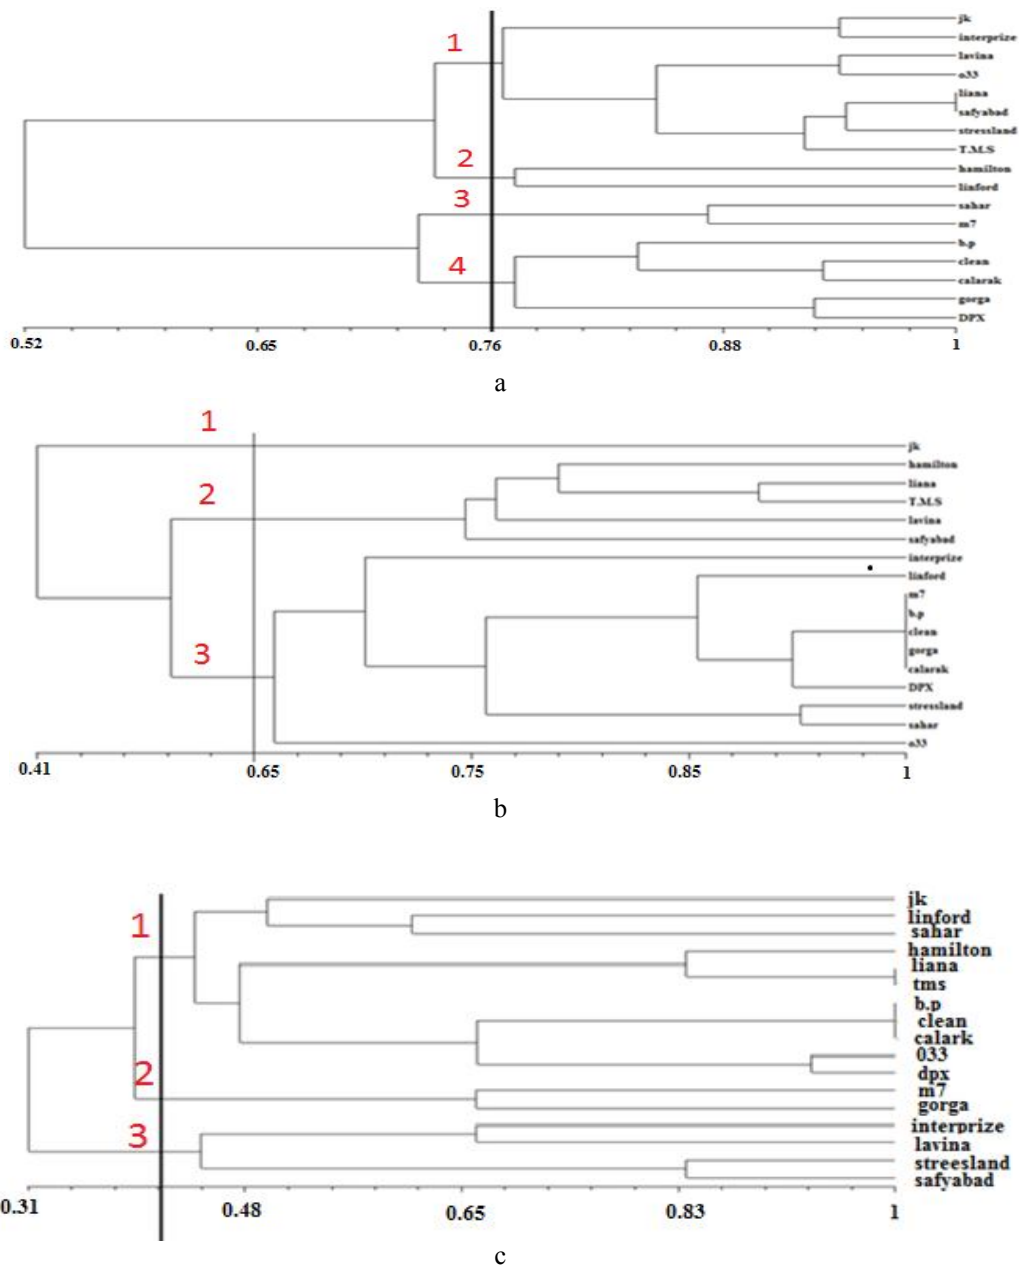 jk
1
interprize
lavina
o33
liana
safyabad
stressland
T.M.S
2
hamilton
linford
3
sahar
m7
b.p
4
clean
calarak
gorga
DPX
0.52 0.65 0.76 0.88 1
a
1
jk
hamilton
liana
2
T.M.S
lavina
safyabad
interprize
linford
m7
b.p
clean
3
gorga
calarak
DPX
stressland
sahar
o33
0.41 0.65 0.75 0.85 1
b
jk
1
linford
sahar
hamilton
liana
tms
b.p
clean
calark
033
2
dpx
m7
gorga
interprize
3
lavina
streesland
safyabad
0.31 0.48 0.65 0.83 1
c